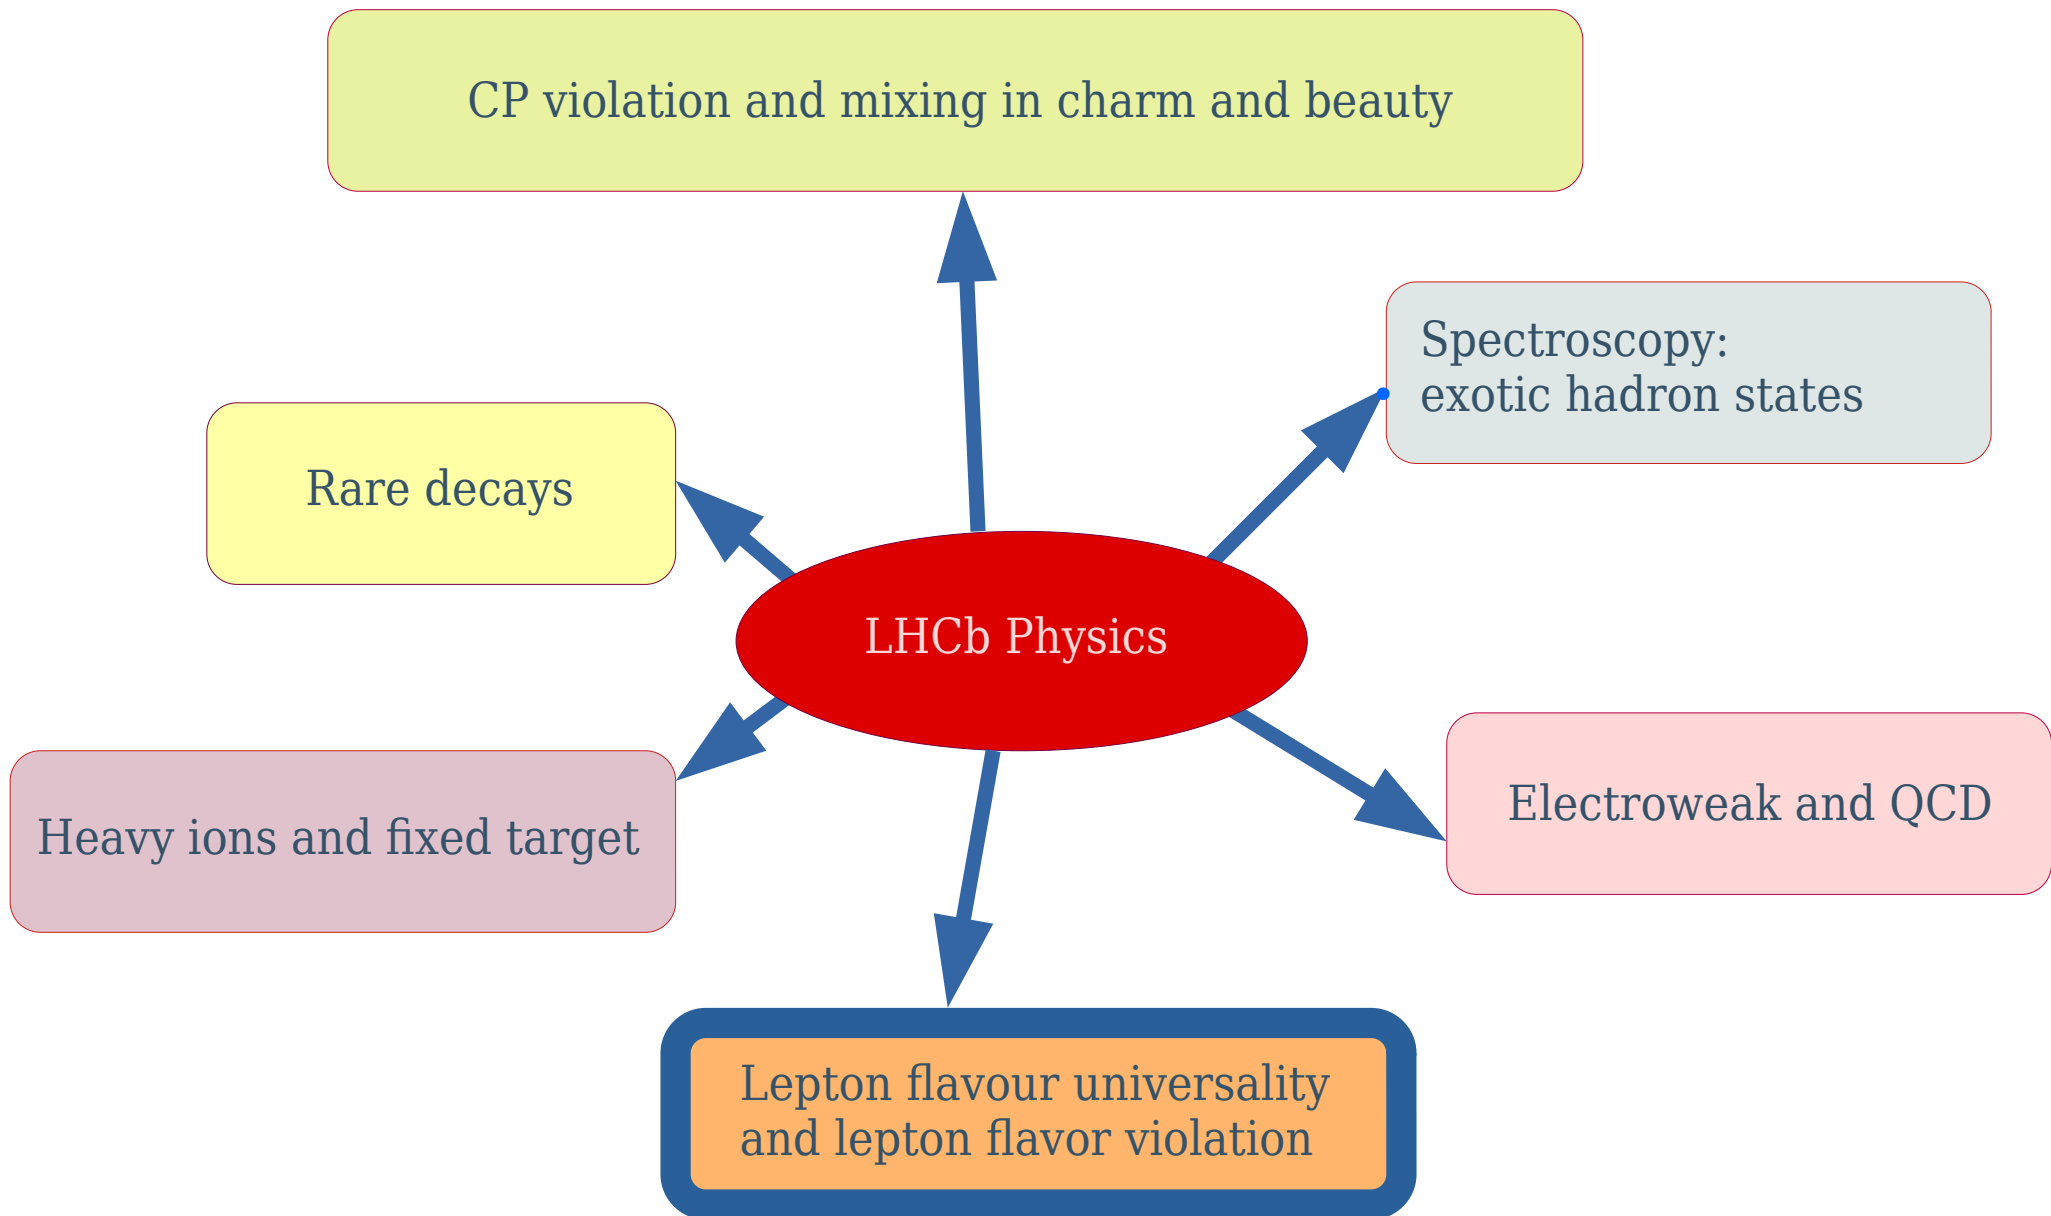 CP violation and mixing in charm and beauty
Spectroscopy:
exotic hadron states
Rare decays
LHCb Physics
Electroweak and QCD
Heavy ions and fixed target
Lepton flavour universality
and lepton flavor violation